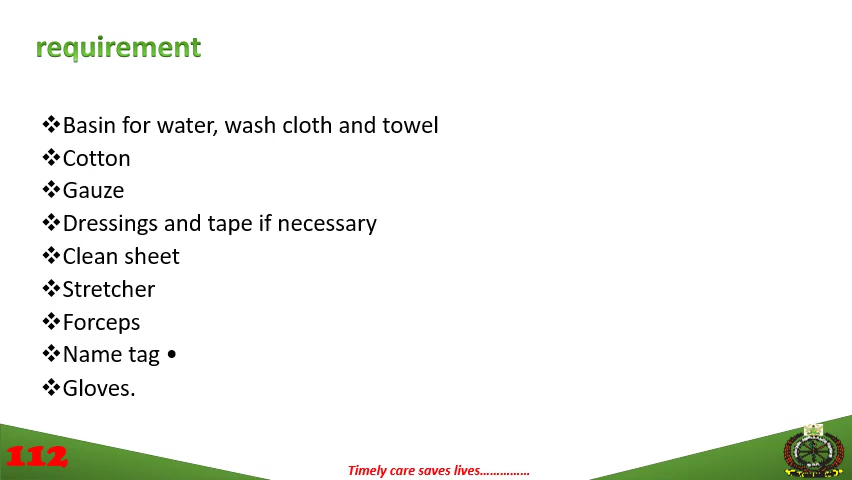 requirement
❖Basin for water, wash cloth and towel
❖Cotton
❖Gauze
❖Dressings and tape if necessary
❖Clean sheet
❖Stretcher
❖Forceps
❖Name tag •
❖Gloves.
112
Timely care saves lives……………